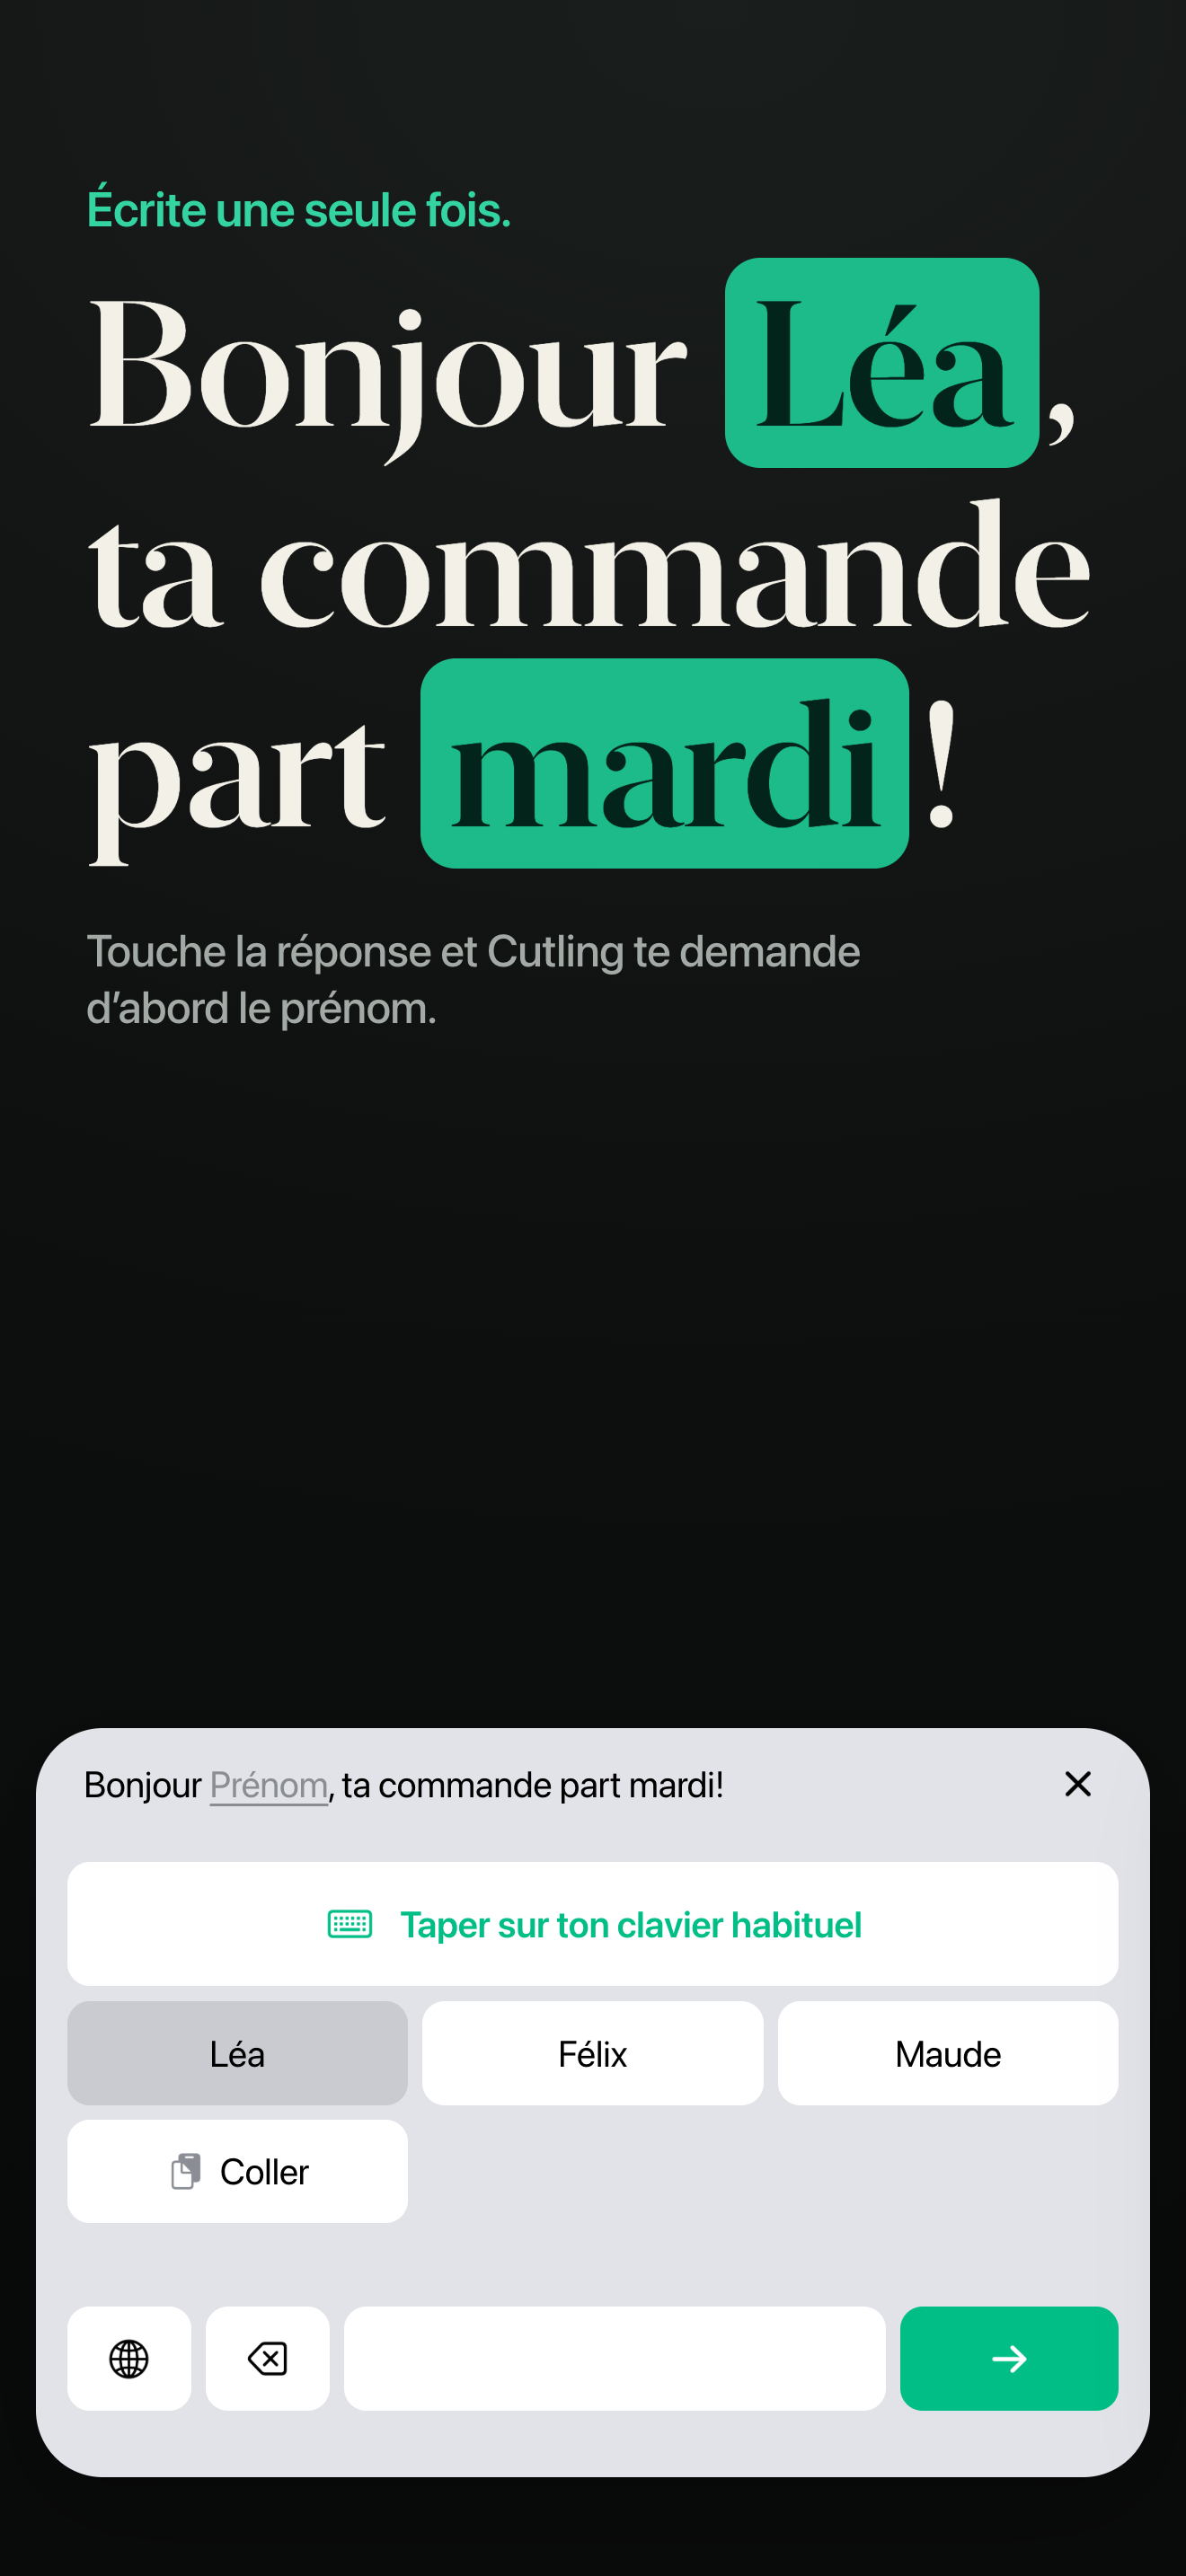 Écrite une seule fois.
Bonjour Léa,
ta commande
part mardi !
Touche la réponse et Cutling te demande
d’abord le prénom.
Bonjour Prénom, ta commande part mardi!
Taper sur ton clavier habituel
Léa
Félix
Maude
Coller